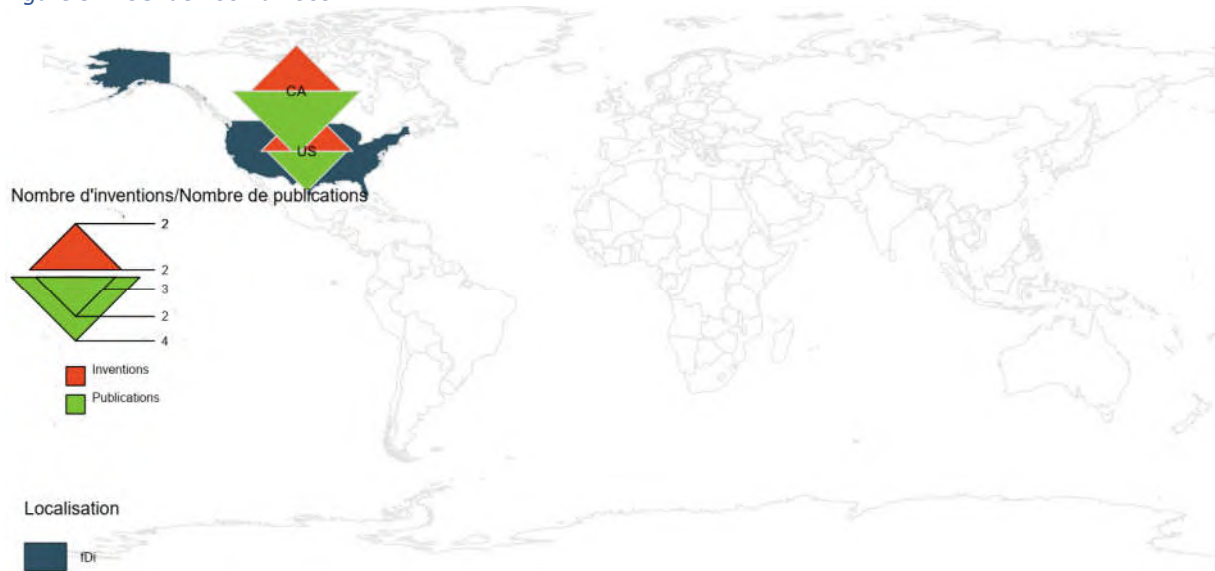 CA
US
Nombre d'inventions/Nombre de publications
2
2
3
2
4
Inventions
Publications
Localisation
fDi